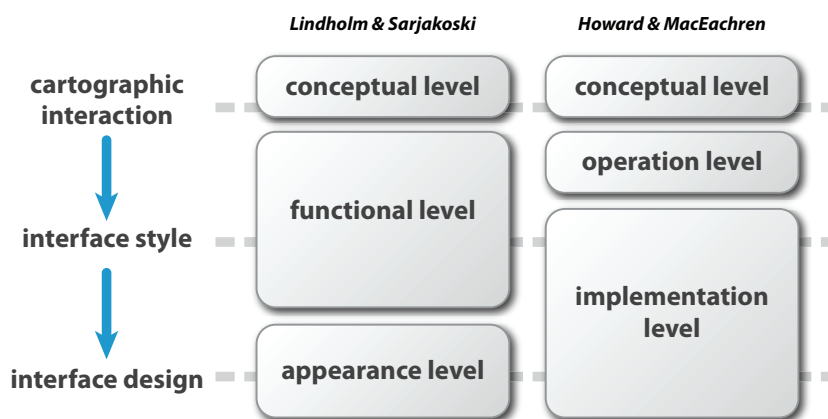 Lindholm & Sarjakoski
Howard & MacEachren
cartographic
interaction
conceptual level
conceptual level
operation level
functional level
interface style
implementation
level
appearance level
interface design